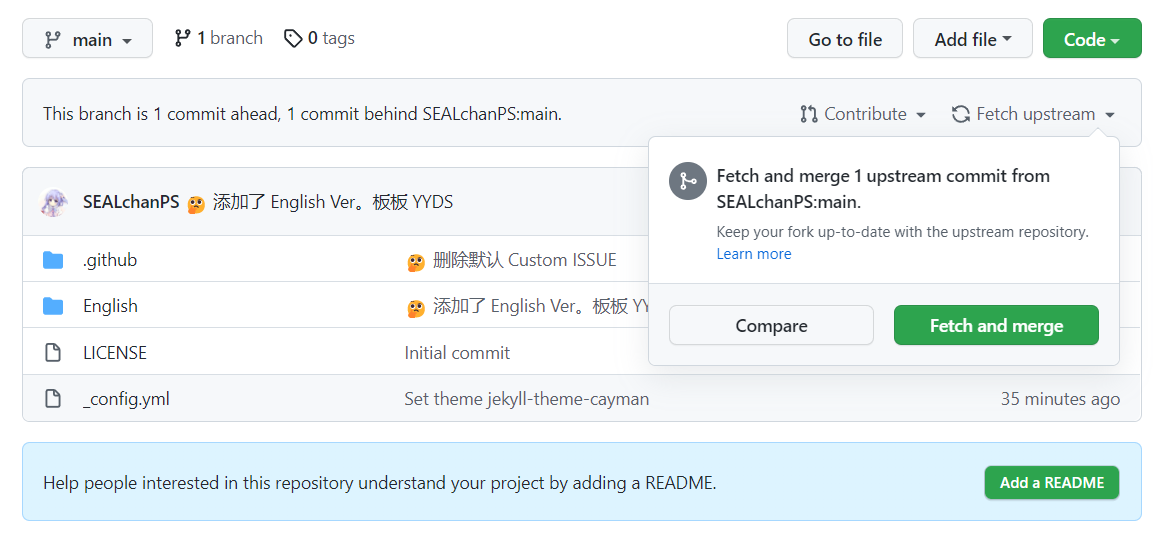 main
1 branch
0 tags
Go to file
Add file
Code
This branch is 1 commit ahead, 1 commit behind SEALchanPS:main.
Contribute
Fetch upstream
Fetch and merge 1 upstream commit from
SEALchanPS:main.
Keep your fork up-to-date with the upstream repository.
Learn more
Compare
Fetch and merge
SEALchanPS 🤔 添加了 English Ver。板板 YYDS
.github
🤔 删除默认 Custom ISSUE
English
🤔 添加了 English Ver。板板 YY
LICENSE
Initial commit
_config.yml
Set theme jekyll-theme-cayman
35 minutes ago
Help people interested in this repository understand your project by adding a README.
Add a README